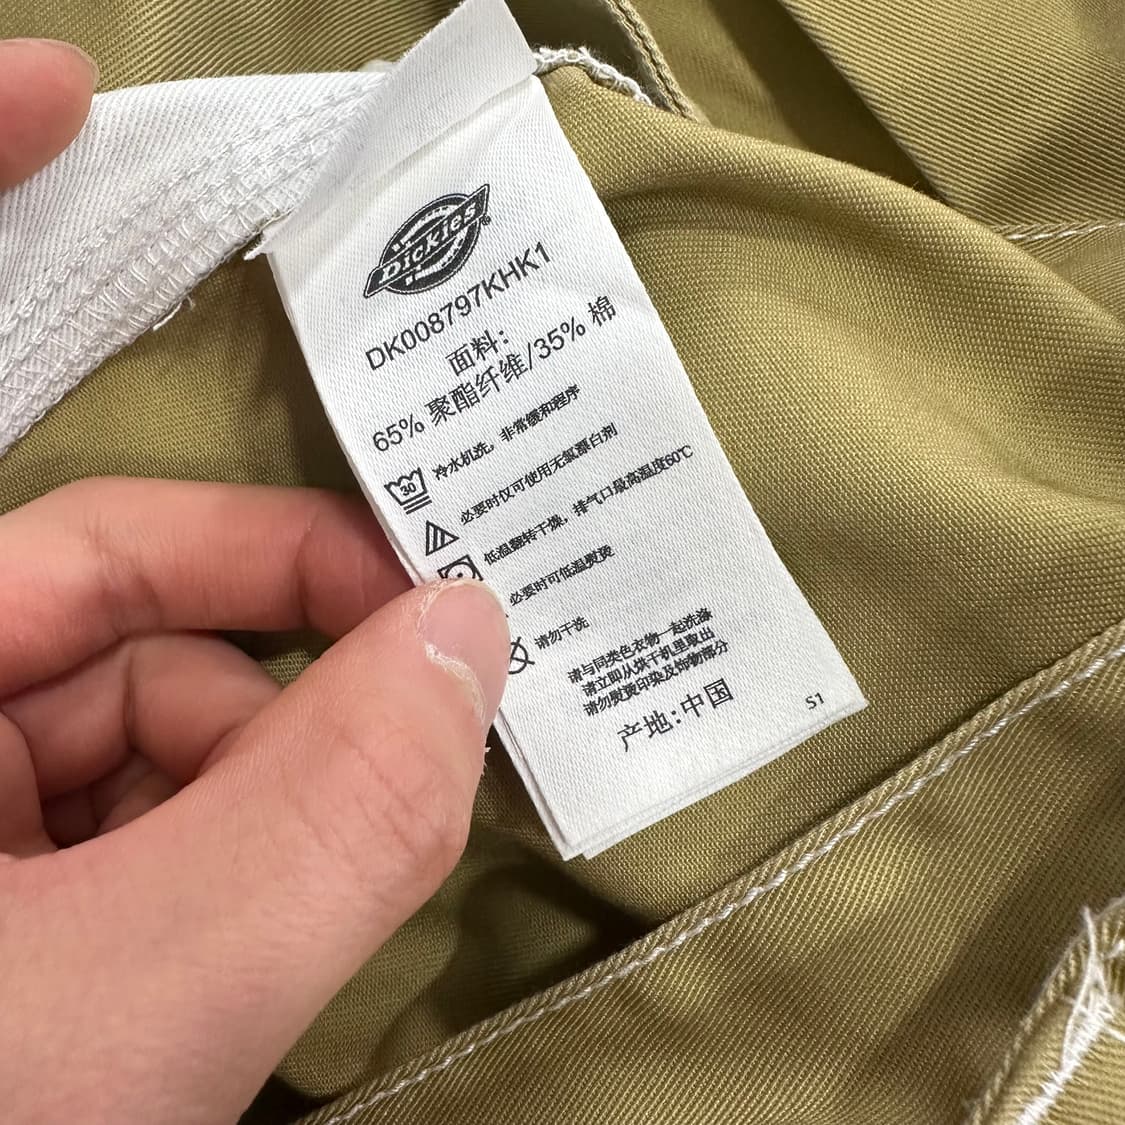 Dickies®
DK008797KHK1
面料:
65% 聚酯纤维/35% 棉
30 冷水机洗，非常缓和程序
必要时仅可使用无氯漂白剂
低温翻转干燥，排气口最高温度60℃
必要时可低温熨烫
请勿干洗
请与同类色衣物一起洗涤
请立即从烘干机里取出
请勿熨烫印染及饰物部分
产地:中国
S1